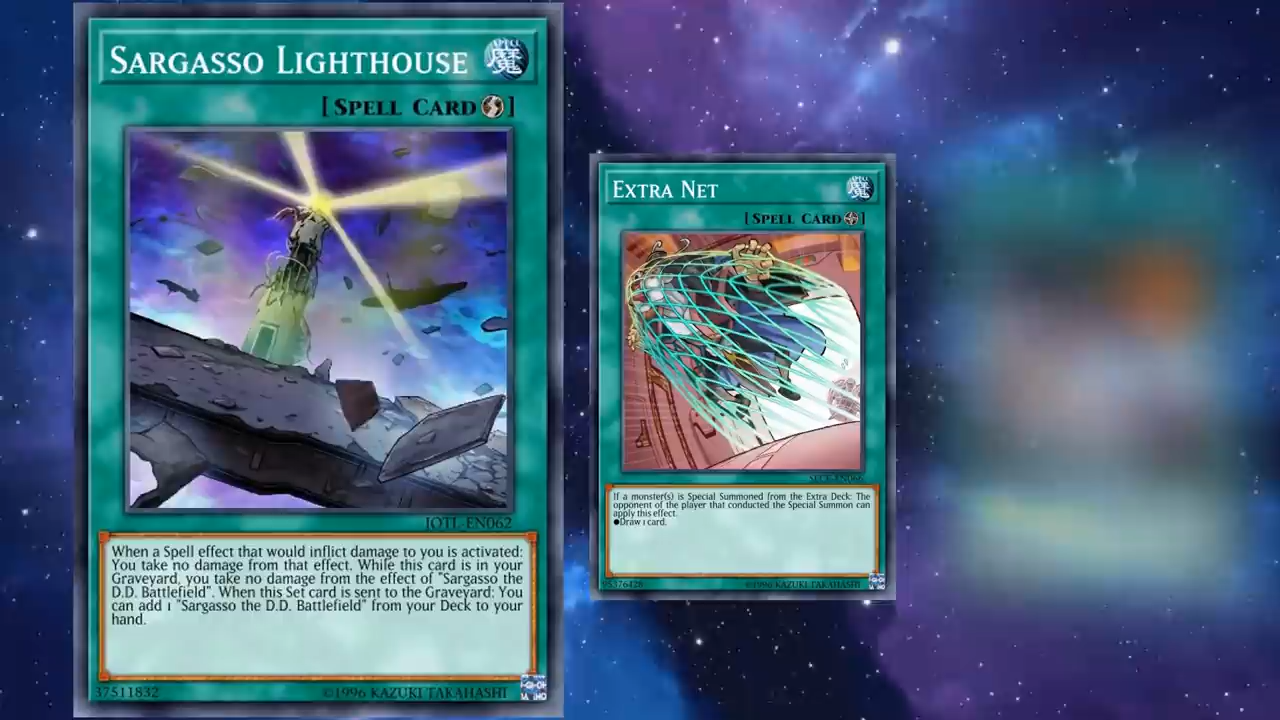 SARGASSO LIGHTHOUSE
魔
[SPELL CARD]
JOTL-EN062
When a Spell effect that would inflict damage to you is activated:
You take no damage from that effect. While this card is in your
Graveyard, you take no damage from the effect of "Sargasso the
D.D. Battlefield". When this Set card is sent to the Graveyard: You
can add 1 "Sargasso the D.D. Battlefield" from your Deck to your
hand.
37511832
©1996 KAZUKI TAKAHASHI
EXTRA NET
魔
[SPELL CARD]
SECE-EN066
If a monster(s) is Special Summoned from the Extra Deck: The
opponent of the player that conducted the Special Summon can
apply this effect.
●Draw 1 card.
95376428
©1996 KAZUKI TAKAHASHI